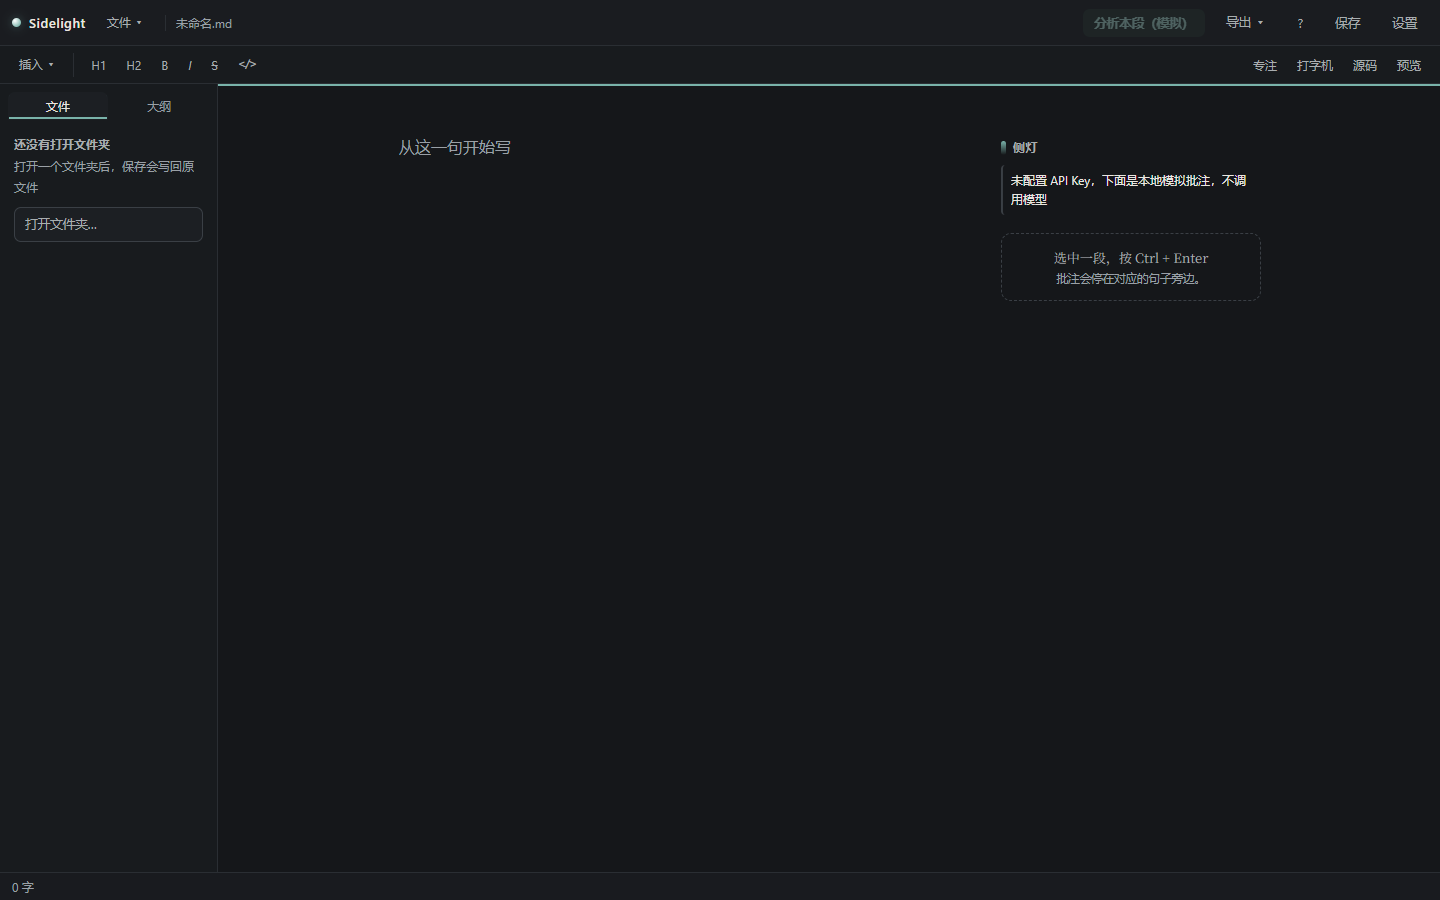 Sidelight 文件 未命名.md 分析本段（模拟） 导出 ? 保存 设置
插入 H1 H2 B I S </> 专注 打字机 源码 预览
文件 大纲
还没有打开文件夹
打开一个文件夹后，保存会写回原
文件
打开文件夹...
从这一句开始写
侧灯
未配置 API Key，下面是本地模拟批注，不调
用模型
选中一段，按 Ctrl + Enter
批注会停在对应的句子旁边。
0 字